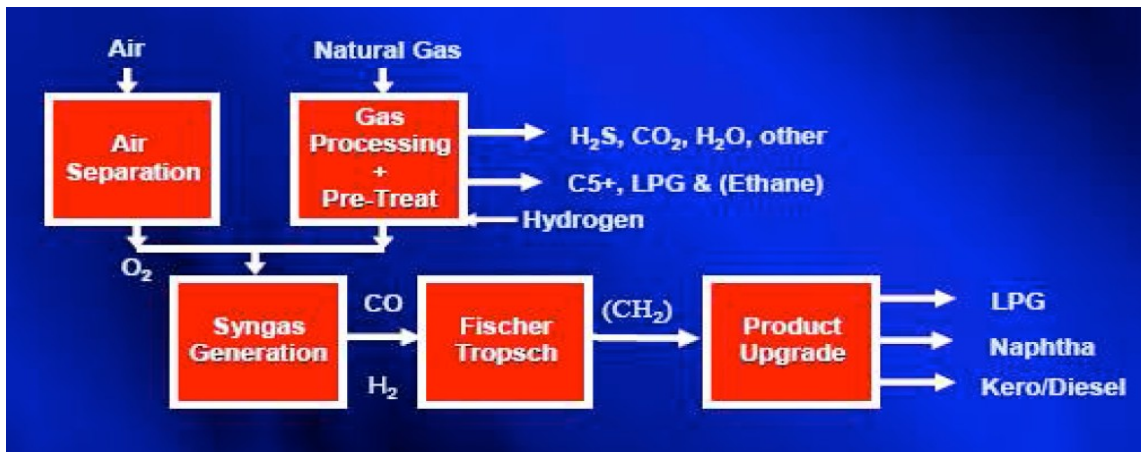 Air
Natural Gas
Air
Separation
Gas
Processing
+
Pre-Treat
H₂S, CO₂, H₂O, other
C5+, LPG & (Ethane)
Hydrogen
O₂
Syngas
Generation
CO
H₂
Fischer
Tropsch
(CH₂)
Product
Upgrade
LPG
Naphtha
Kero/Diesel